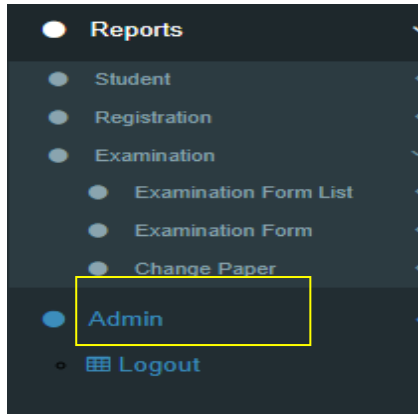 Reports
Student
Registration
Examination
Examination Form List
Examination Form
Change Paper
Admin
Logout